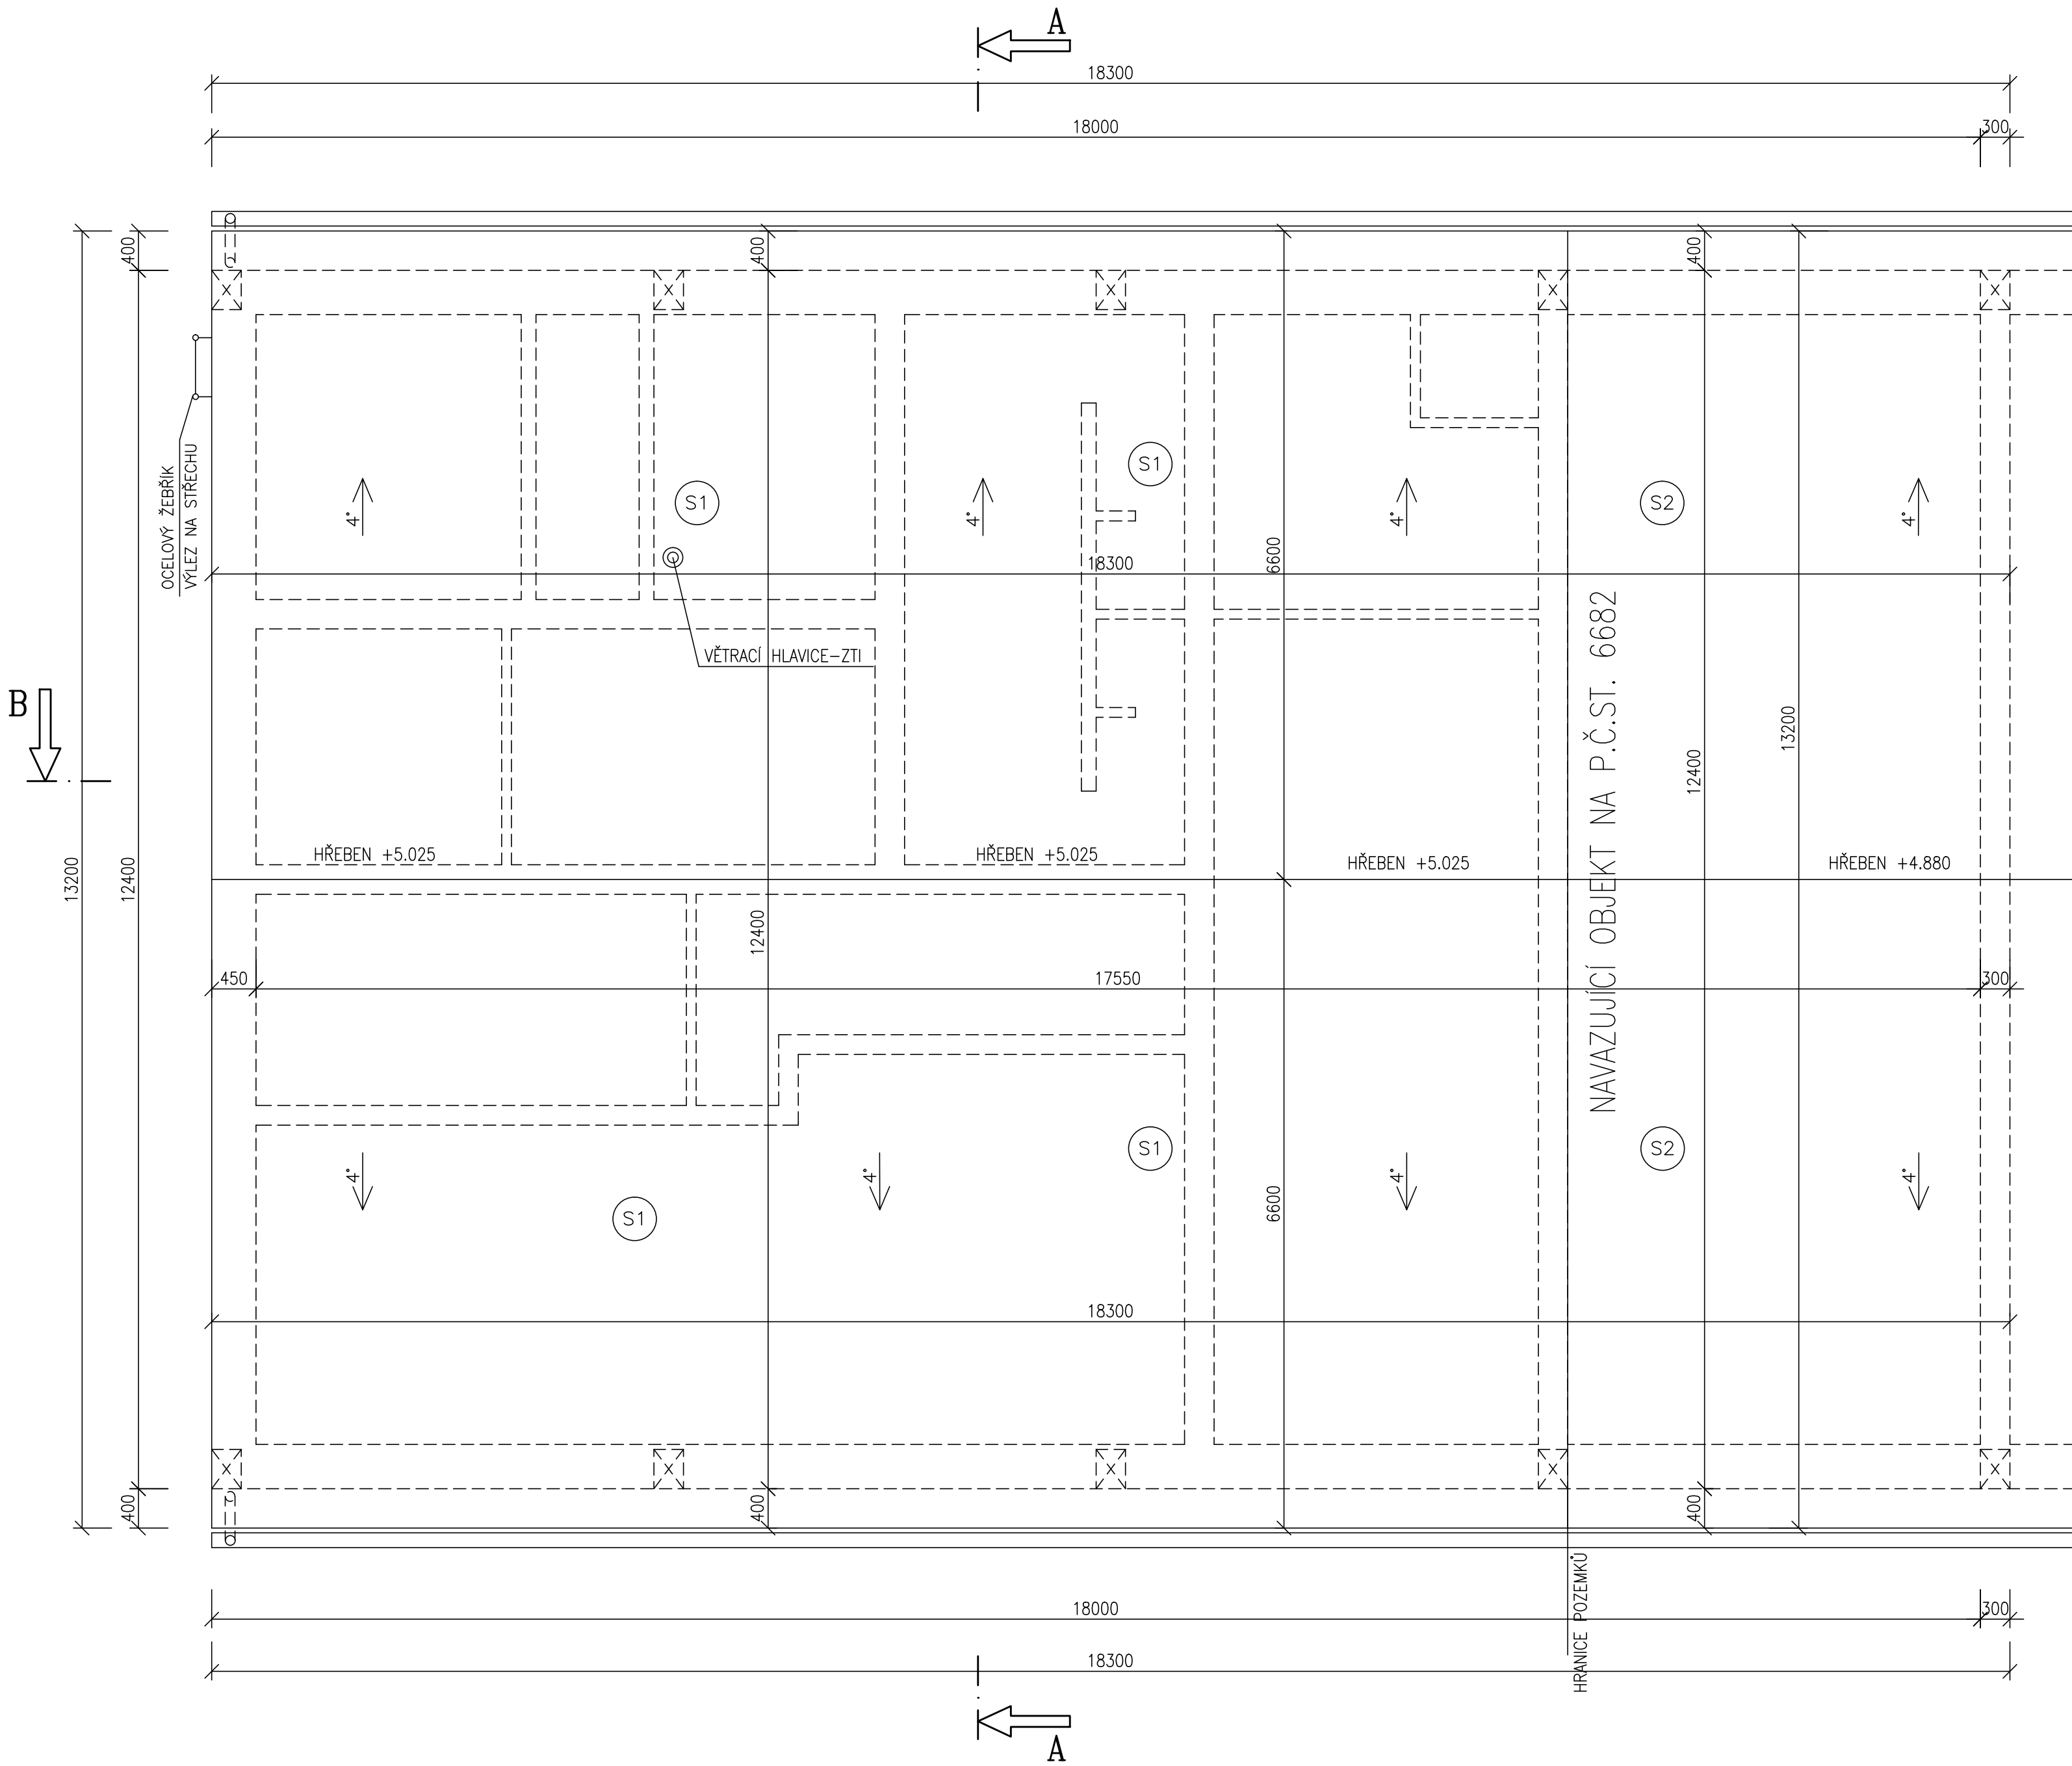 A
18300
18000
300
400
400
400
OCELOVÝ ŽEBŘÍK
VÝLEZ NA STŘECHU
4°
S1
4°
S1
4°
S2
4°
18300
6600
VĚTRACÍ HLAVICE-ZTI
B
NAVAZUJÍCÍ OBJEKT NA P.Č.ST. 6682
13200
12400
13200
12400
HŘEBEN +5.025
HŘEBEN +5.025
HŘEBEN +5.025
HŘEBEN +4.880
12400
450
17550
300
4°
4°
S1
4°
S2
4°
S1
6600
18300
400
400
400
HRANICE POZEMKŮ
18000
300
18300
A